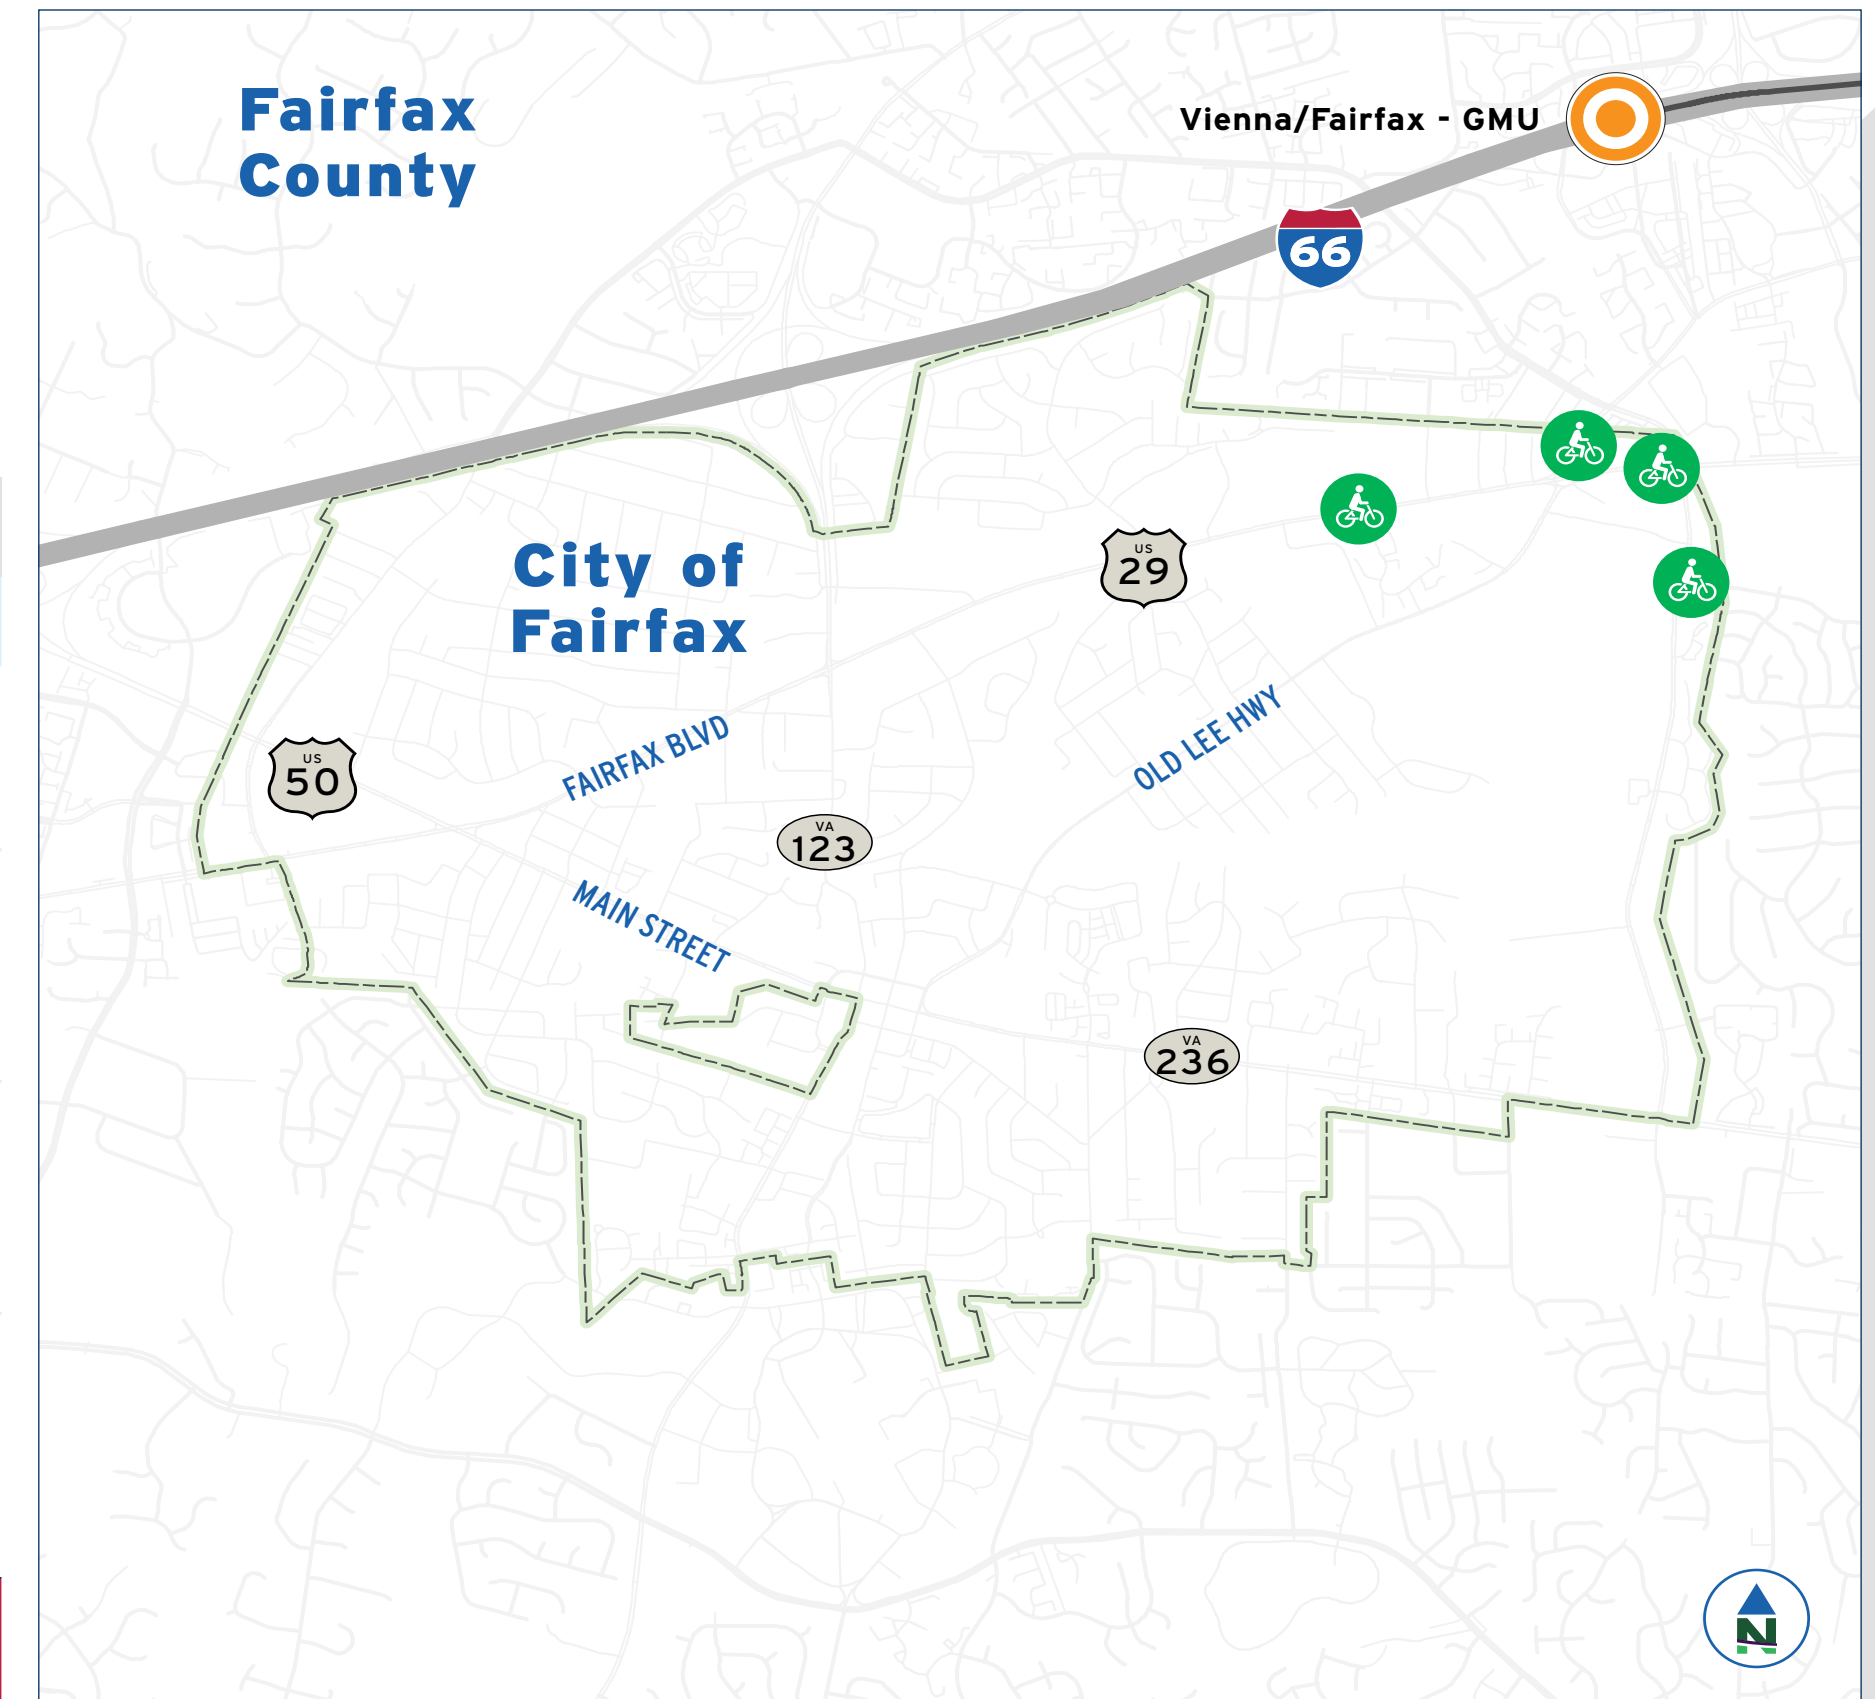 Fairfax
County
Vienna/Fairfax - GMU
66
City of
Fairfax
US
29
US
50
FAIRFAX BLVD
OLD LEE HWY
VA
123
MAIN STREET
VA
236
N